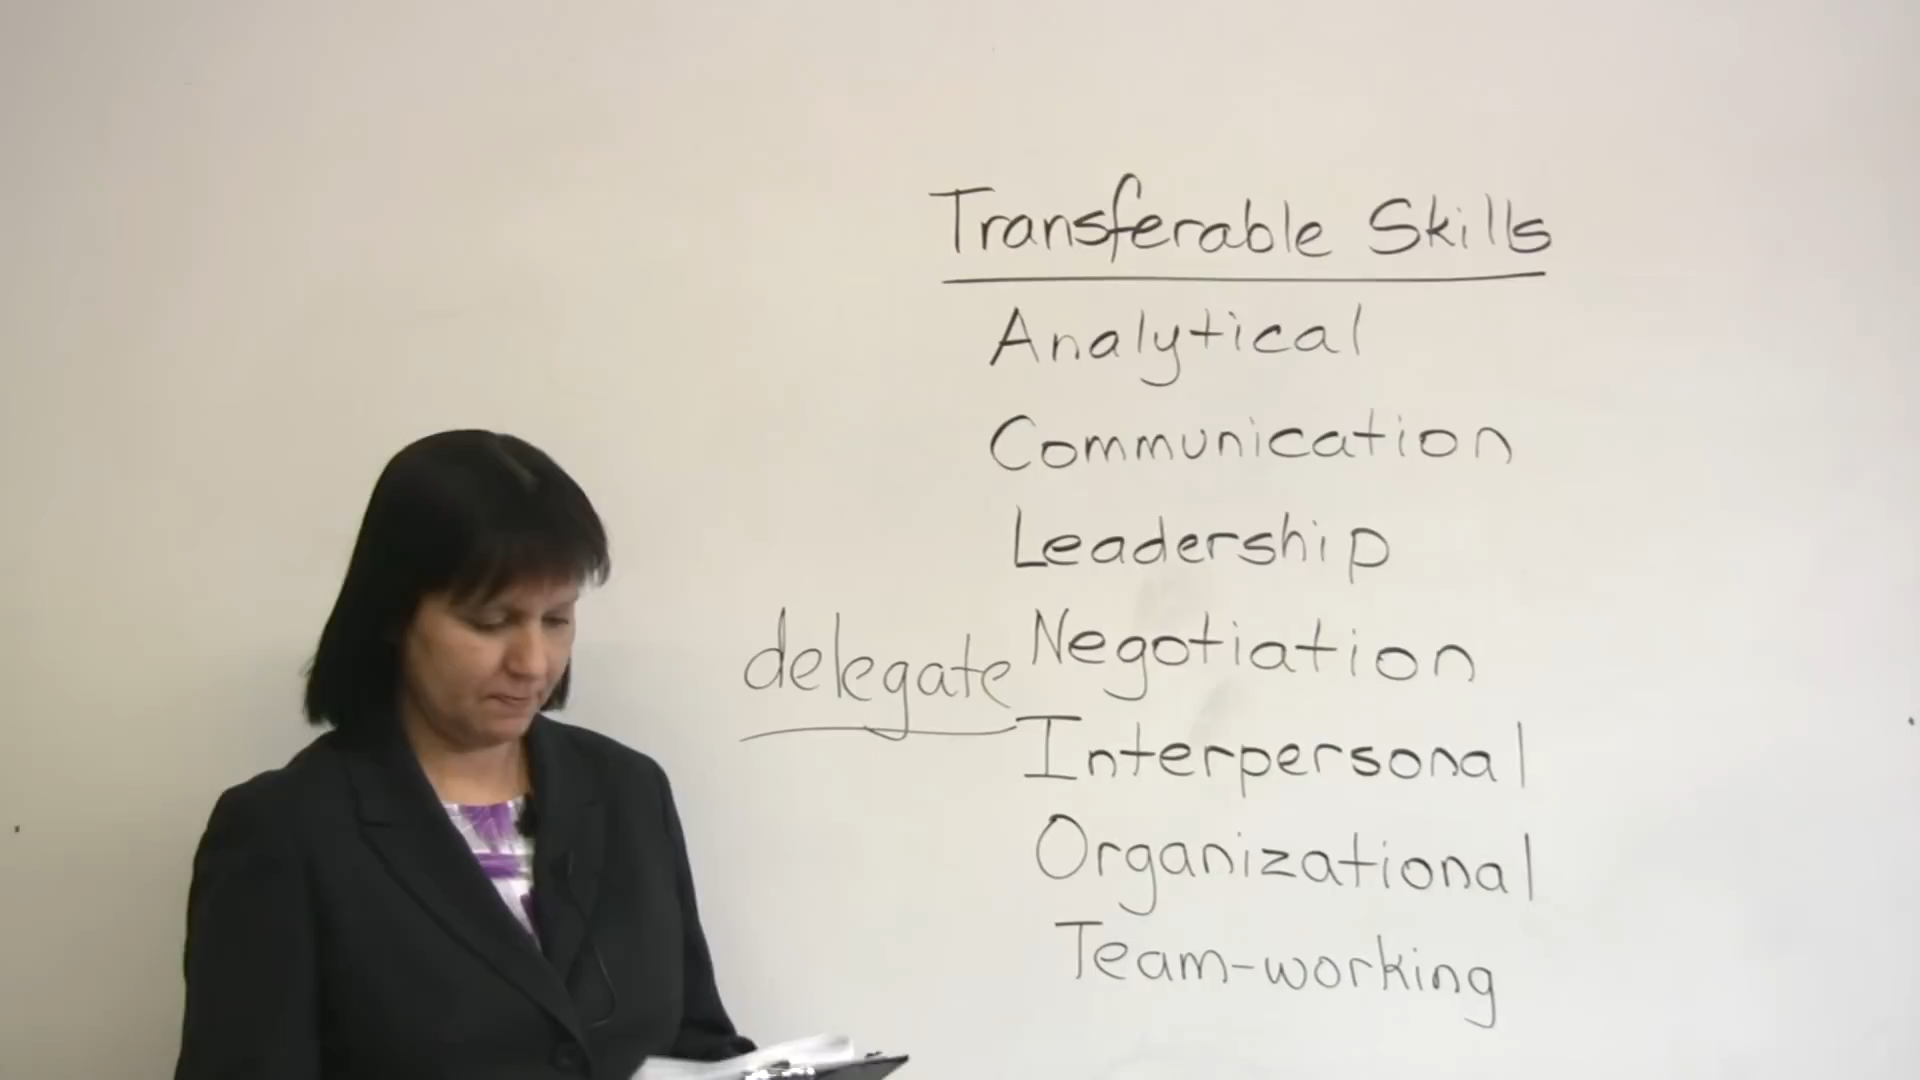 Transferable Skills
Analytical
Communication
Leadership
delegate
Negotiation
Interpersonal
Organizational
Team-working